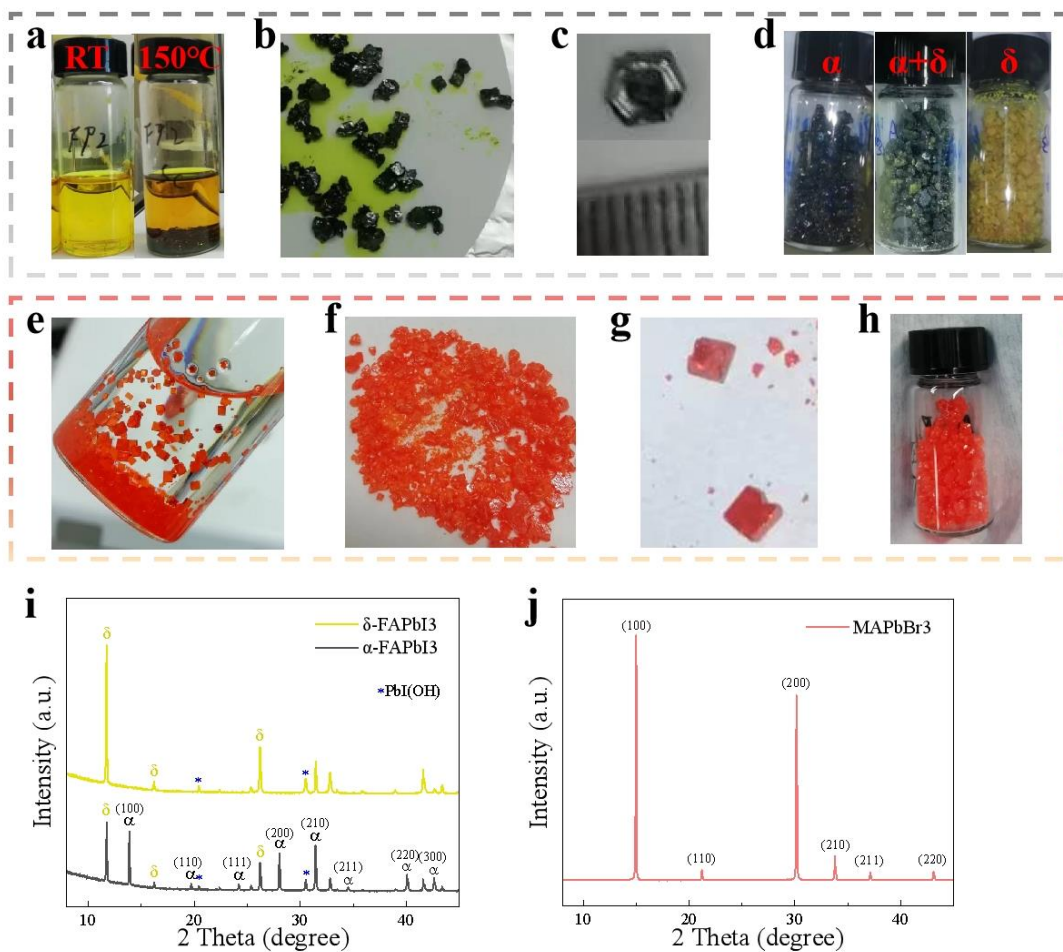 a
b
c
d
RT
150°C
FP2
FP2
α
α+δ
δ
e
f
g
h
i
δ
δ-FAPbI3
α-FAPbI3
*PbI(OH)
δ
δ
*
*
Intensity (a.u.)
δ
(100)
α
δ
(110)
α
*
(111)
α
δ
(200)
α
*
(210)
α
(211)
α
(220)
α
(300)
α
10
20
30
40
2 Theta (degree)
j
MAPbBr3
(100)
(200)
(110)
(210)
(211)
(220)
Intensity (a.u.)
10
20
30
40
2 Theta (degree)